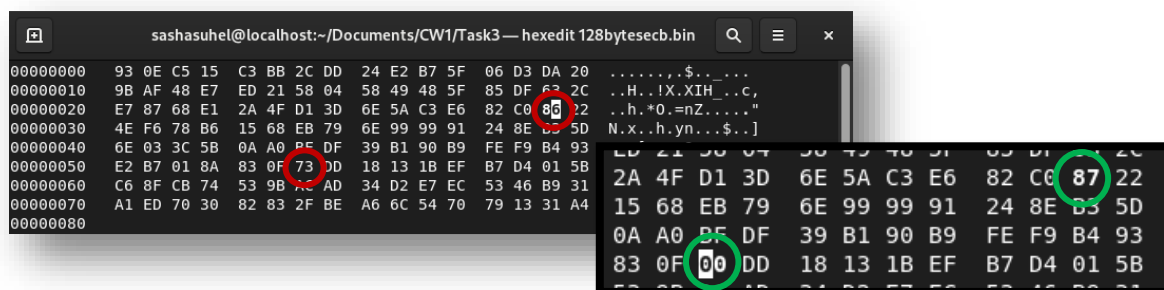 sashasuhel@localhost:~/Documents/CW1/Task3 — hexedit 128bytesecb.bin
00000000 93 0E C5 15 C3 BB 2C DD 24 E2 B7 5F 06 D3 DA 20 ......,.$.._...
00000010 9B AF 48 E7 ED 21 58 04 58 49 48 5F 85 DF 63 2C ..H..!X.XIH_..c,
00000020 E7 87 68 E1 2A 4F D1 3D 6E 5A C3 E6 82 C0 86 22 ..h.*O.=nZ....."
00000030 4E F6 78 B6 15 68 EB 79 6E 99 99 91 24 8E B3 5D N.x..h.yn...$..]
00000040 6E 03 3C 5B 0A A0 BF DF 39 B1 90 B9 FE F9 B4 93
00000050 E2 B7 01 8A 83 0F 73 DD 18 13 1B EF B7 D4 01 5B
00000060 C6 8F CB 74 53 9B AD 34 D2 E7 EC 53 46 B9 31
00000070 A1 ED 70 30 82 83 2F BE A6 6C 54 70 79 13 31 A4
00000080
2A 4F D1 3D 6E 5A C3 E6 82 C0 87 22
15 68 EB 79 6E 99 99 91 24 8E B3 5D
0A A0 BF DF 39 B1 90 B9 FE F9 B4 93
83 0F 00 DD 18 13 1B EF B7 D4 01 5B